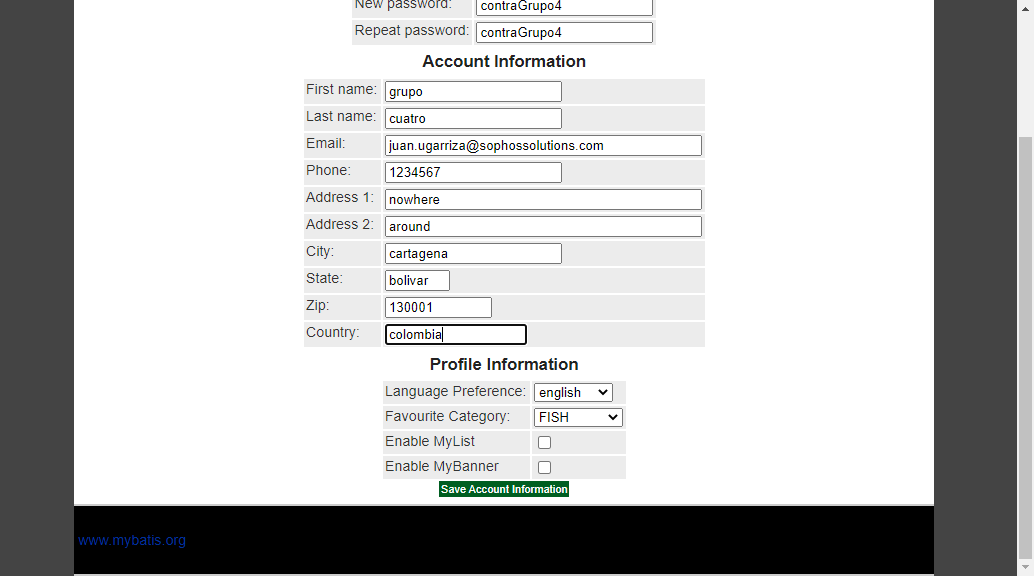 New password: contraGrupo4
Repeat password: contraGrupo4
Account Information
First name: grupo
Last name: cuatro
Email: juan.ugarriza@sophossolutions.com
Phone: 1234567
Address 1: nowhere
Address 2: around
City: cartagena
State: bolivar
Zip: 130001
Country: colombia
Profile Information
Language Preference: english
Favourite Category: FISH
Enable MyList
Enable MyBanner
Save Account Information
www.mybatis.org